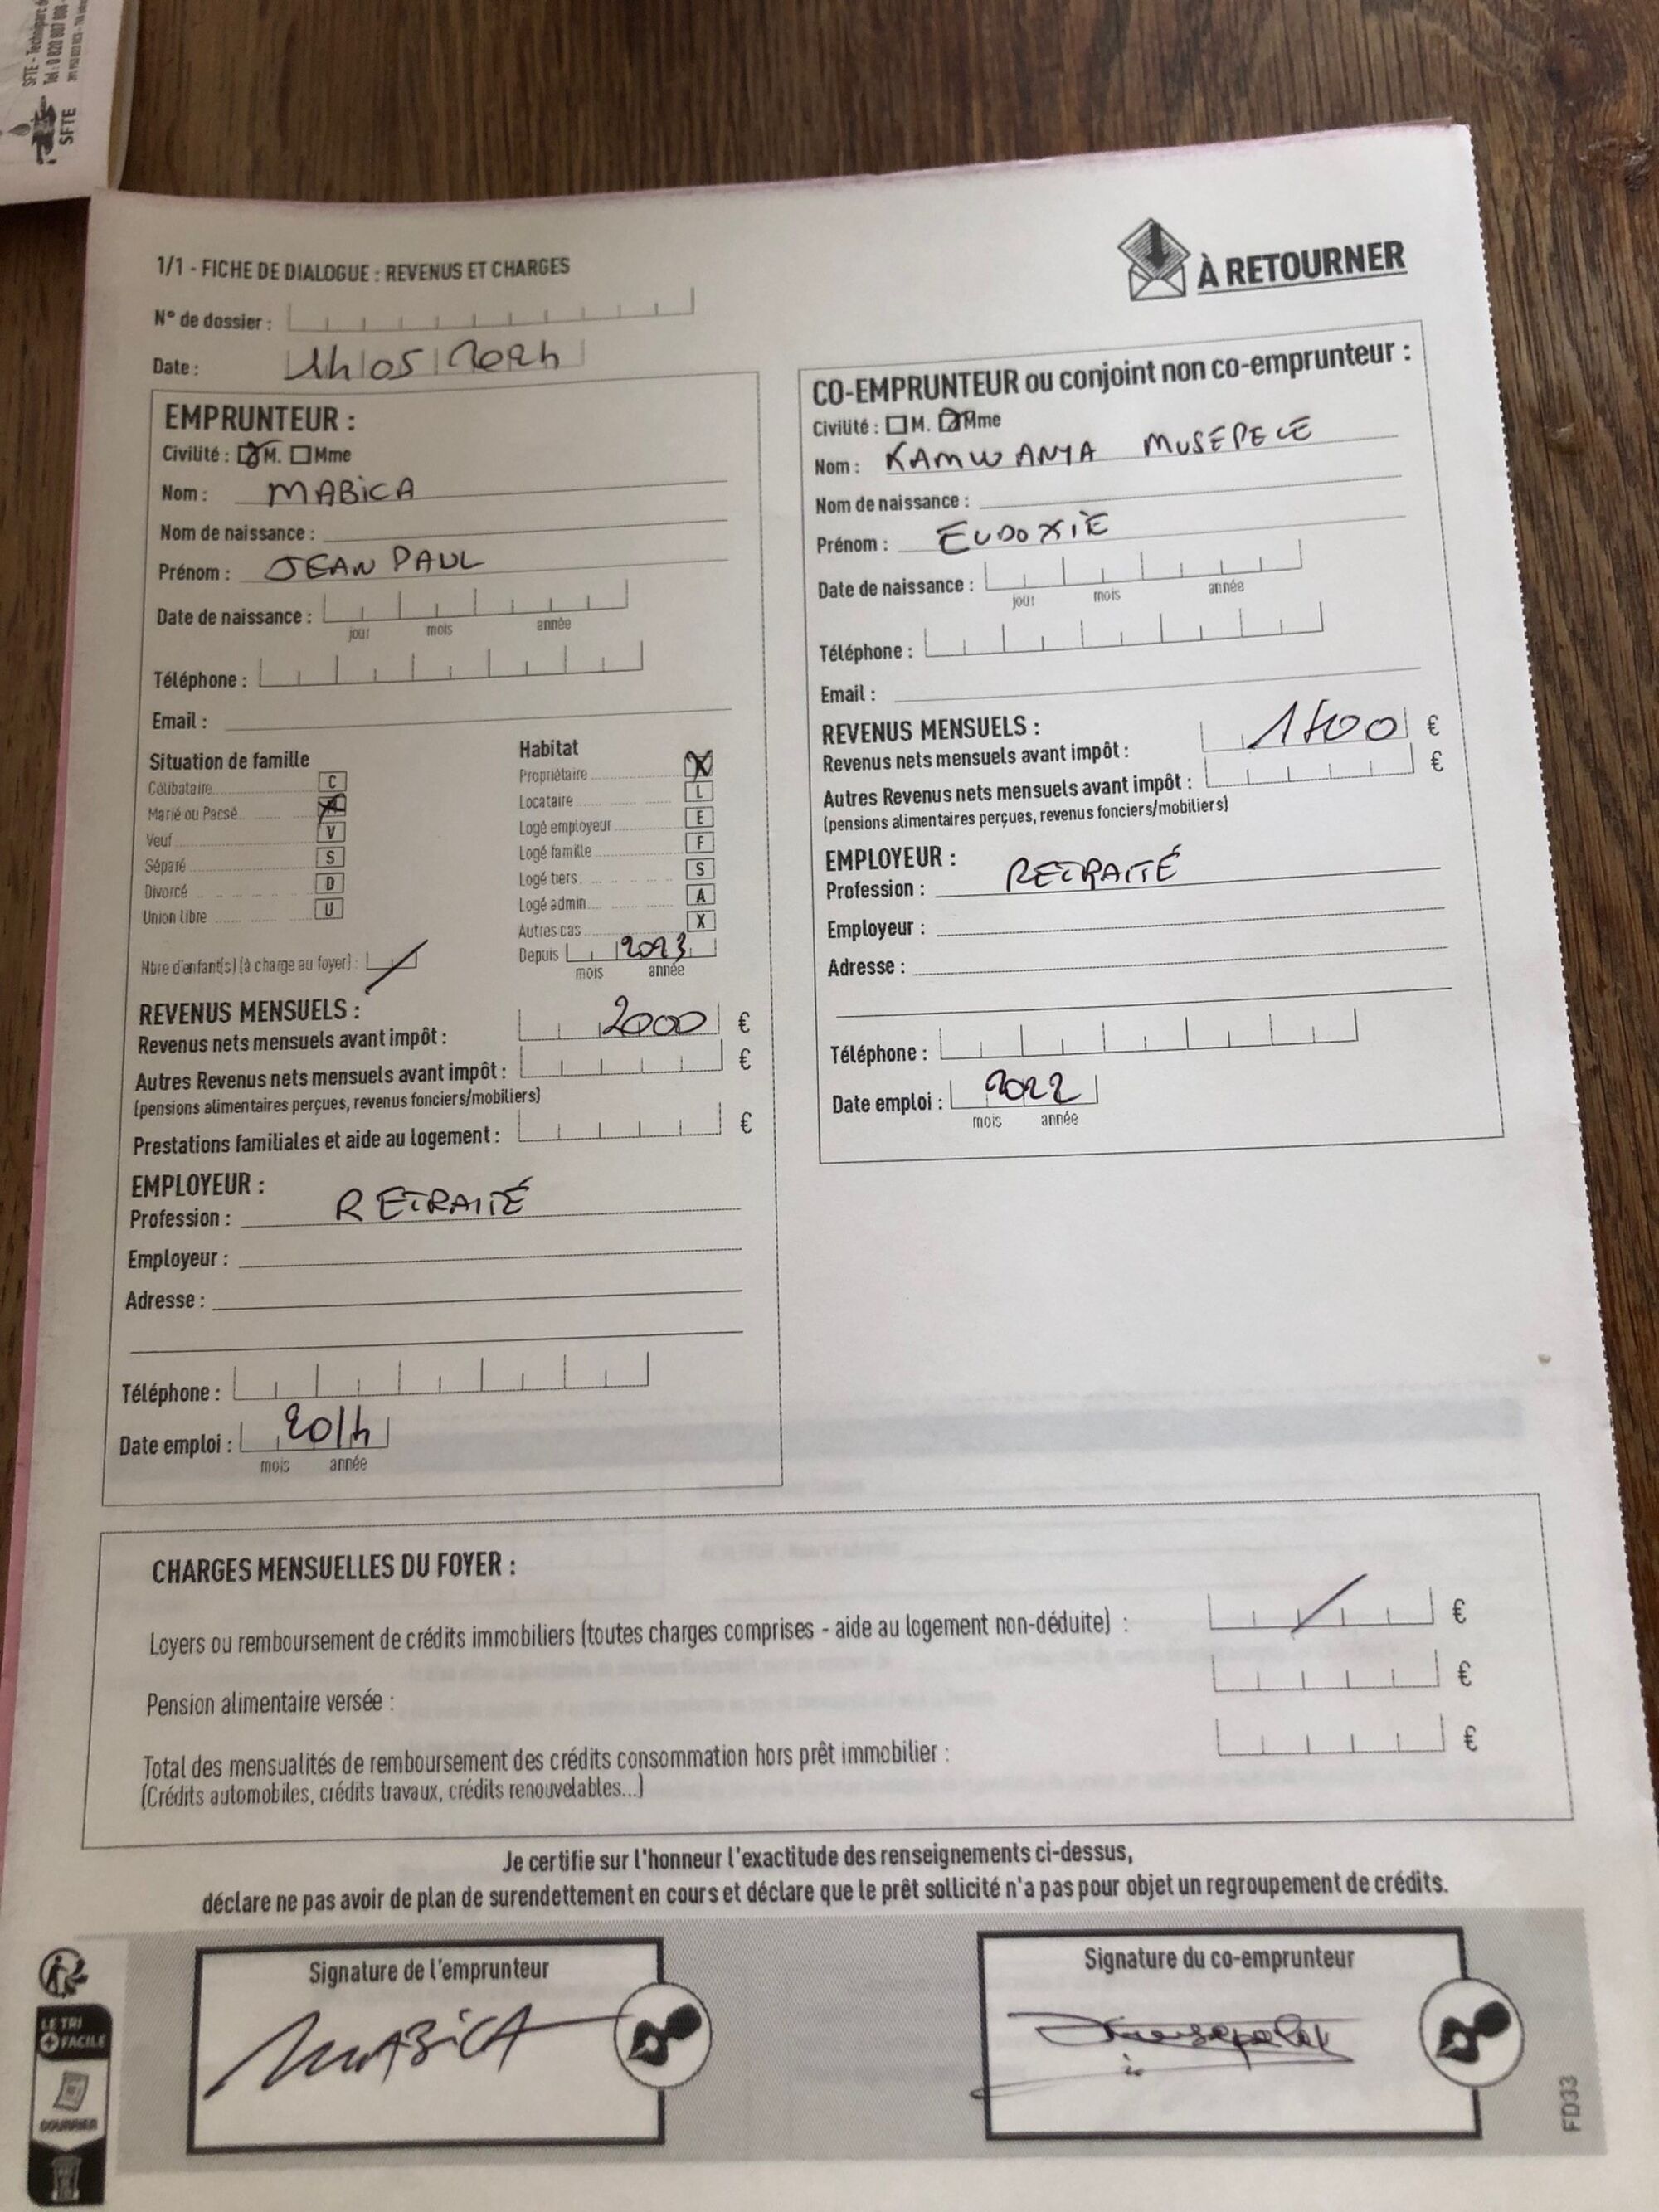 SFTE - Techniparc
Tel : 0 820 807 808
SFTE
À RETOURNER
1/1 - FICHE DE DIALOGUE : REVENUS ET CHARGES
N° de dossier :
Date : 14 05 2024
EMPRUNTEUR :
Civilité : M. Mme
Nom : MABICA
Nom de naissance :
Prénom : JEAN PAUL
Date de naissance :
jour mois année
Téléphone :
Email :
Situation de famille
Célibataire C
Marié ou Pacsé
Veuf V
Séparé S
Divorcé D
Union libre U
Nbre d'enfant(s) (à charge au foyer) : /
Habitat
Propriétaire
Locataire L
Logé employeur E
Logé famille F
Logé tiers S
Logé admin A
Autres cas X
Depuis 2023
mois année
REVENUS MENSUELS :
Revenus nets mensuels avant impôt : 2000 €
Autres Revenus nets mensuels avant impôt : €
(pensions alimentaires perçues, revenus fonciers/mobiliers)
Prestations familiales et aide au logement : €
EMPLOYEUR :
Profession : RETRAITÉ
Employeur :
Adresse :
Téléphone :
Date emploi : 2014
mois année
CO-EMPRUNTEUR ou conjoint non co-emprunteur :
Civilité : M. Mme
Nom : KAMWANYA MUSEPELE
Nom de naissance :
Prénom : EUDOXIE
Date de naissance :
jour mois année
Téléphone :
Email :
REVENUS MENSUELS :
Revenus nets mensuels avant impôt : €
Autres Revenus nets mensuels avant impôt : €
(pensions alimentaires perçues, revenus fonciers/mobiliers)
EMPLOYEUR :
Profession : RETRAITÉ
Employeur :
Adresse :
Téléphone :
Date emploi : 2022
mois année
CHARGES MENSUELLES DU FOYER :
Loyers ou remboursement de crédits immobiliers (toutes charges comprises - aide au logement non-déduite) : / €
Pension alimentaire versée : €
Total des mensualités de remboursement des crédits consommation hors prêt immobilier : €
(Crédits automobiles, crédits travaux, crédits renouvelables...)
Je certifie sur l'honneur l'exactitude des renseignements ci-dessus,
déclare ne pas avoir de plan de surendettement en cours et déclare que le prêt sollicité n'a pas pour objet un regroupement de crédits.
Signature de l'emprunteur
MABICA
Signature du co-emprunteur
LE TRI
+ FACILE
COURRIER
FD33